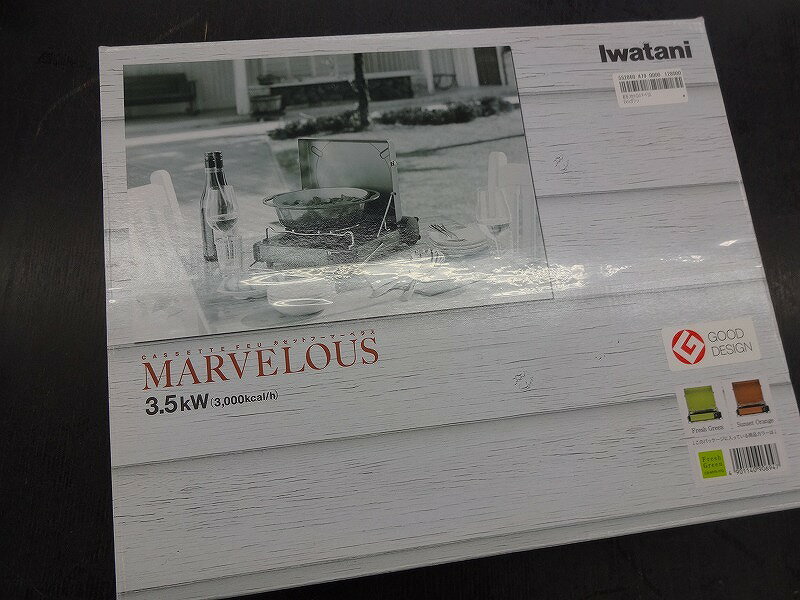 Iwatani
CASSETTE FEU カセットフーマーベラス
MARVELOUS
3.5kW (3,000kcal/h)
GOOD
DESIGN
Fresh Green
Sunset Orange
Fresh
Green